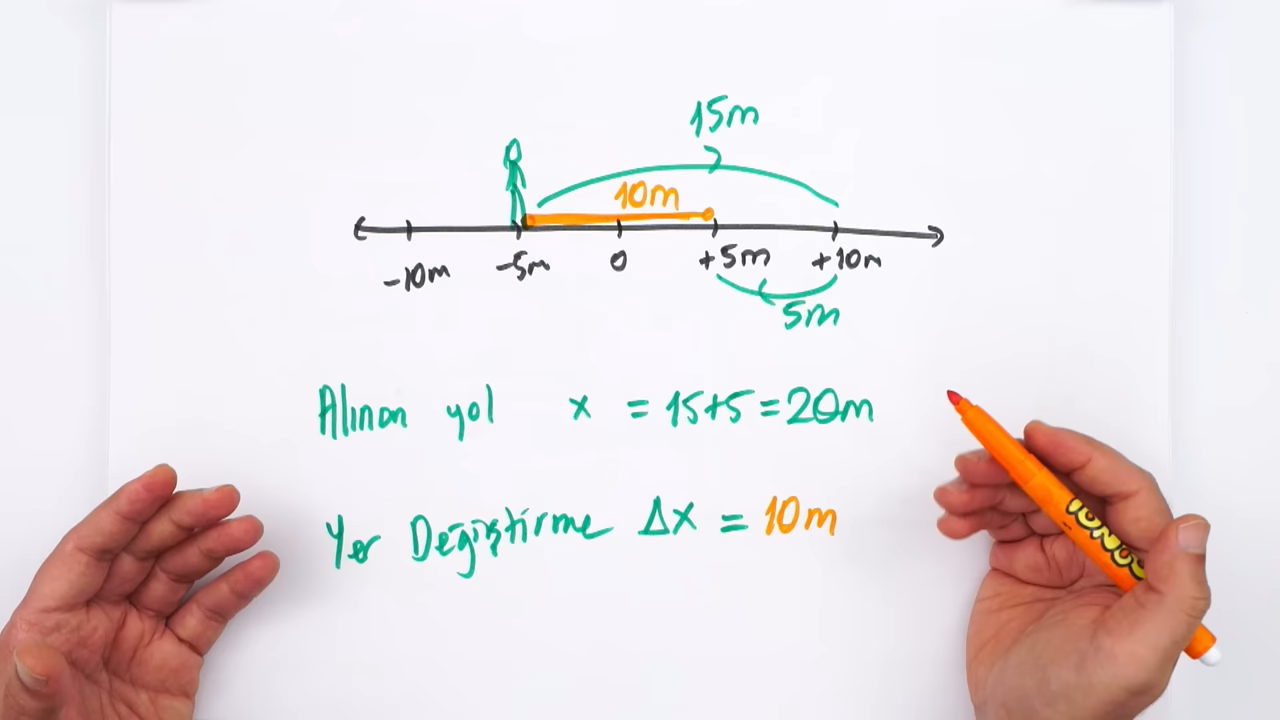 15m
10m
-10m -5m 0 +5m +10m
5m
Alınan yol x = 15+5=20m
Yer Değiştirme Δx = 10m